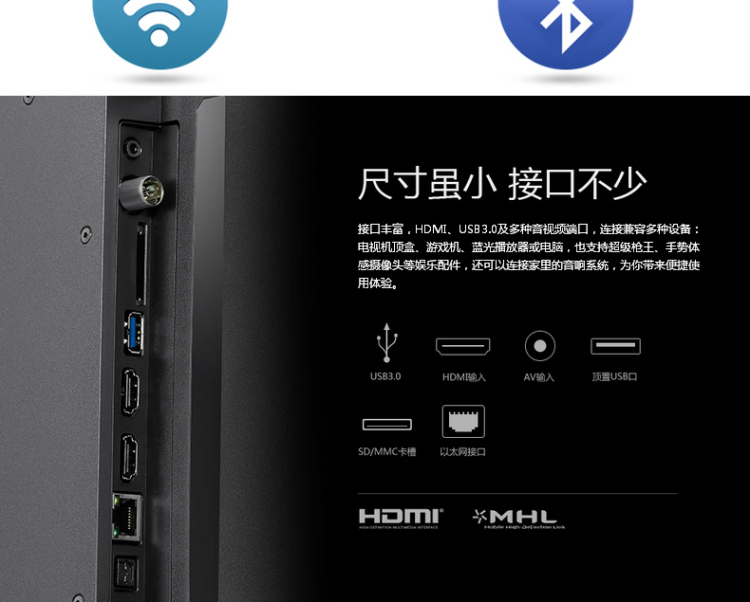 尺寸虽小 接口不少
接口丰富，HDMI、USB3.0及多种音视频端口，连接兼容多种设备：
电视机顶盒、游戏机、蓝光播放器或电脑，也支持超级枪王、手势体
感摄像头等娱乐配件，还可以连接家里的音响系统，为你带来便捷使
用体验。
USB3.0
HDMI输入
AV输入
顶置USB口
SD/MMC卡槽
以太网接口
HDMI
HIGH DEFINITION MULTIMEDIA INTERFACE
MHL
Mobile High-Definition Link